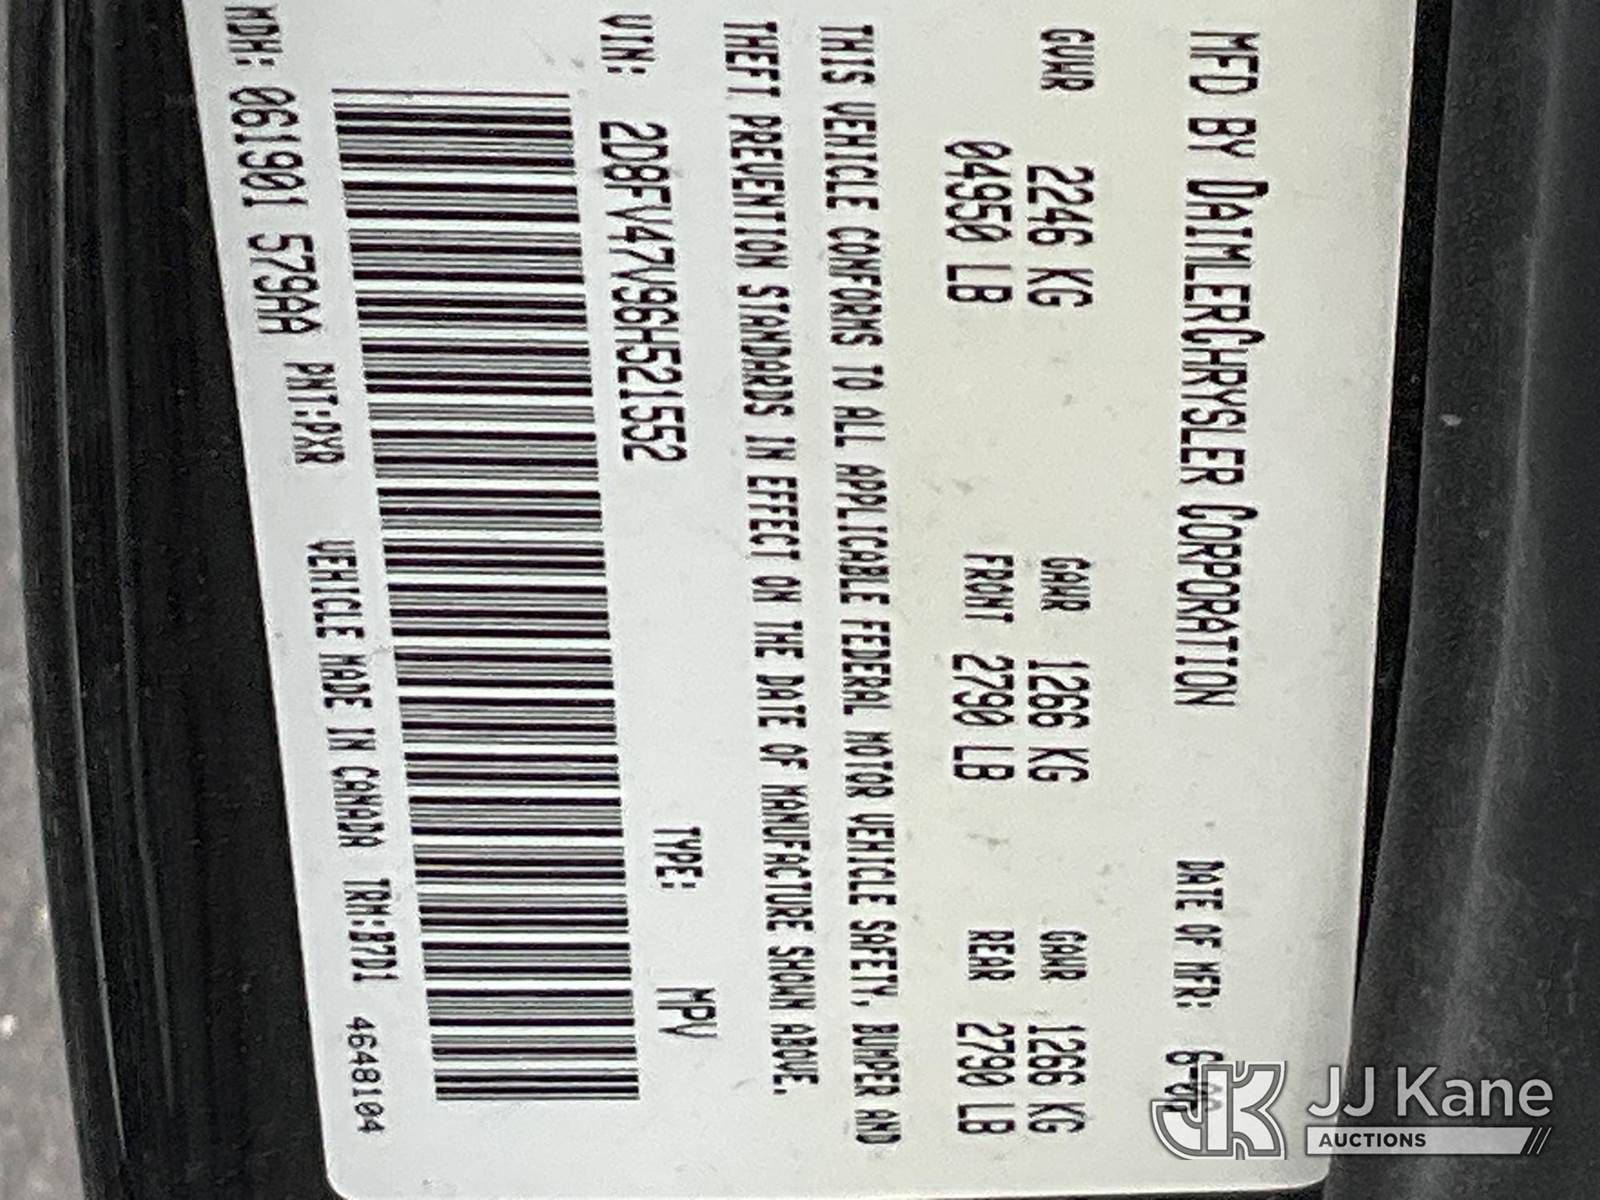 MFD BY DAIMLERCHRYSLER CORPORATION DATE OF MFR: 6-06
GVWR 2246 KG GAWR 1266 KG GAWR 1266 KG
04950 LB FRONT 2790 LB REAR 2790 LB
THIS VEHICLE CONFORMS TO ALL APPLICABLE FEDERAL MOTOR VEHICLE SAFETY, BUMPER AND
THEFT PREVENTION STANDARDS IN EFFECT ON THE DATE OF MANUFACTURE SHOWN ABOVE.
VIN: 2D8FV47V96H521552 TYPE: MPV
MDH: 061901 579AA PNT:PXR VEHICLE MADE IN CANADA TRM:B7D1 4648104
JJ Kane
AUCTIONS